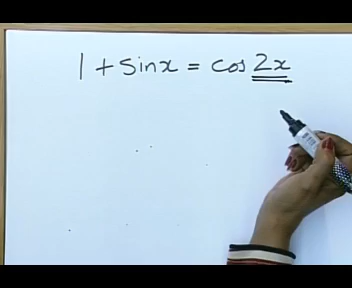 1 + sinx = cos 2x